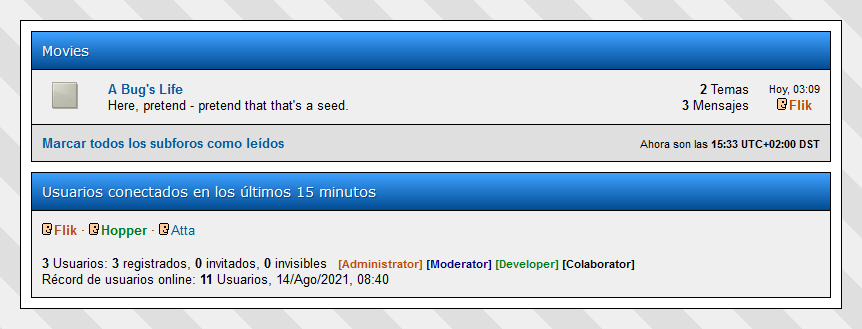 Movies
A Bug's Life
Here, pretend - pretend that that's a seed.
2 Temas
3 Mensajes
Hoy, 03:09
Flik
Marcar todos los subforos como leídos
Ahora son las 15:33 UTC+02:00 DST
Usuarios conectados en los últimos 15 minutos
Flik · Hopper · Atta
3 Usuarios: 3 registrados, 0 invitados, 0 invisibles [Administrator] [Moderator] [Developer] [Colaborator]
Récord de usuarios online: 11 Usuarios, 14/Ago/2021, 08:40